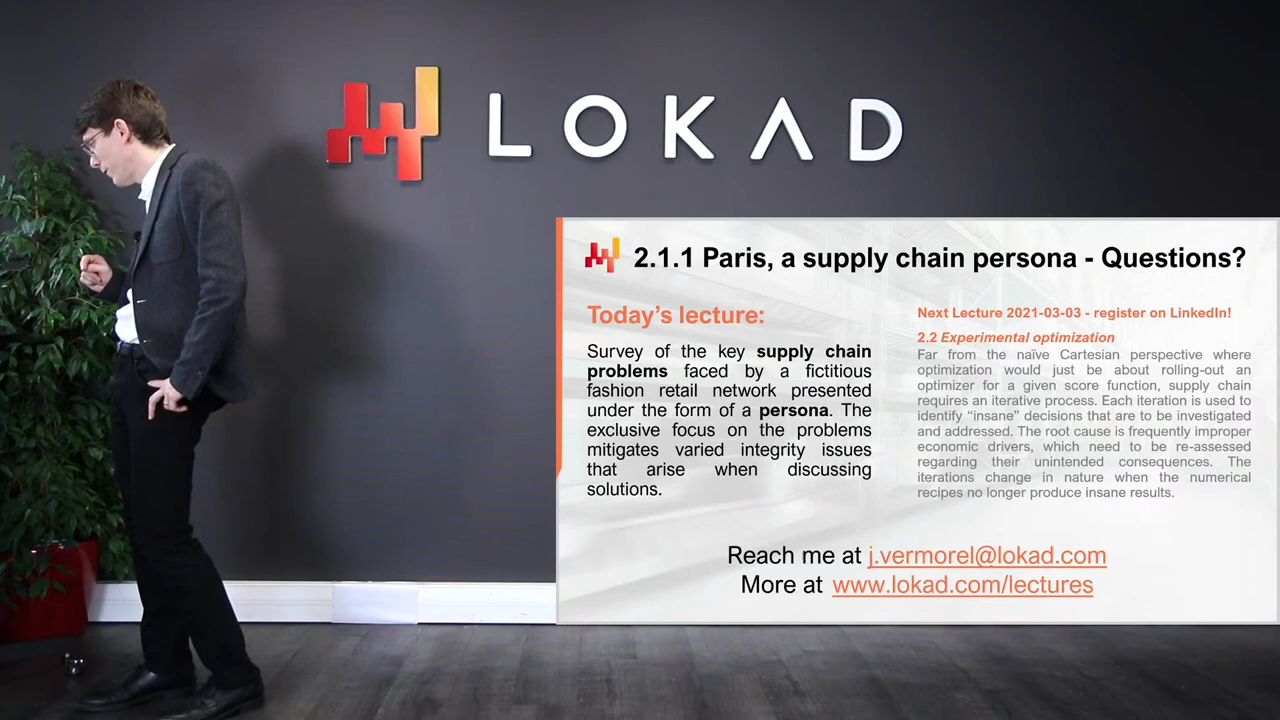 LOKAD
2.1.1 Paris, a supply chain persona - Questions?
Today's lecture:
Survey of the key supply chain
problems faced by a fictitious
fashion retail network presented
under the form of a persona. The
exclusive focus on the problems
mitigates varied integrity issues
that arise when discussing
solutions.
Next Lecture 2021-03-03 - register on LinkedIn!
2.2 Experimental optimization
Far from the naïve Cartesian perspective where
optimization would just be about rolling-out an
optimizer for a given score function, supply chain
requires an iterative process. Each iteration is used to
identify "insane" decisions that are to be investigated
and addressed. The root cause is frequently improper
economic drivers, which need to be re-assessed
regarding their unintended consequences. The
iterations change in nature when the numerical
recipes no longer produce insane results.
Reach me at j.vermorel@lokad.com
More at www.lokad.com/lectures